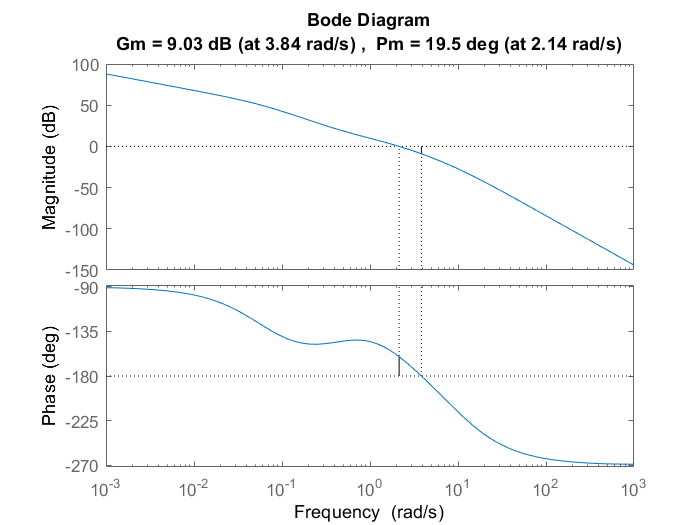 Bode Diagram
Gm = 9.03 dB (at 3.84 rad/s) ,  Pm = 19.5 deg (at 2.14 rad/s)
100
50
0
-50
-100
-150
Magnitude (dB)
-90
-135
-180
-225
-270
Phase (deg)
10^-3 10^-2 10^-1 10^0 10^1 10^2 10^3
Frequency  (rad/s)